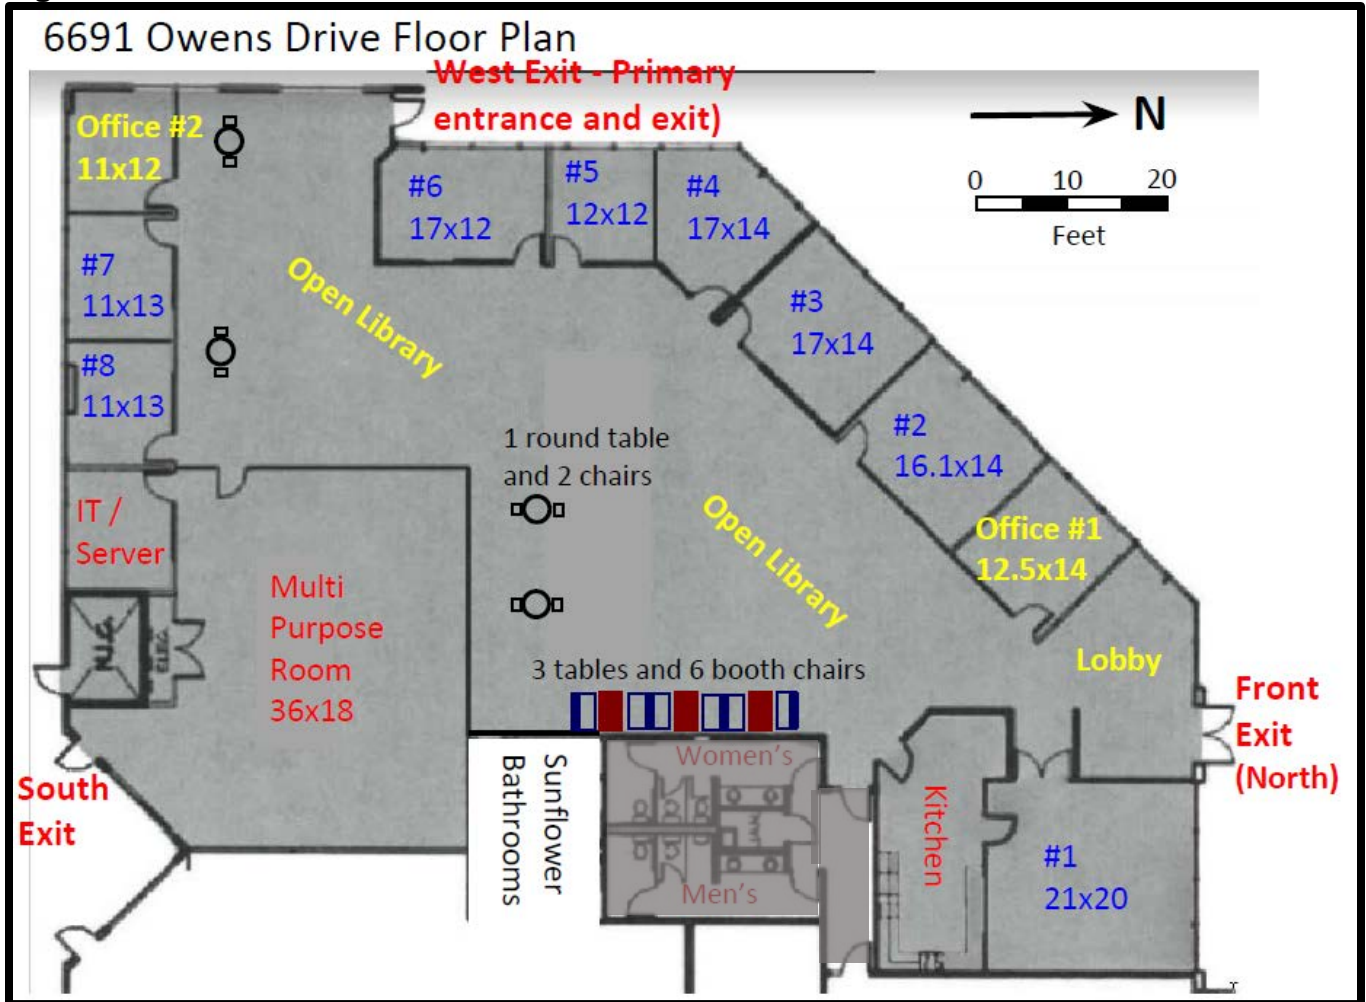 6691 Owens Drive Floor Plan
West Exit - Primary
entrance and exit)
N
0 10 20
Feet
Office #2
11x12
#6
17x12
#5
12x12
#4
17x14
#7
11x13
Open Library
#3
17x14
#8
11x13
#2
16.1x14
1 round table
and 2 chairs
IT /
Server
Open Library
Office #1
12.5x14
Multi
Purpose
Room
36x18
N.I.C.
ELEC.
3 tables and 6 booth chairs
Lobby
Front
Exit
(North)
South
Exit
Sunflower
Bathrooms
Women's
Men's
Kitchen
#1
21x20